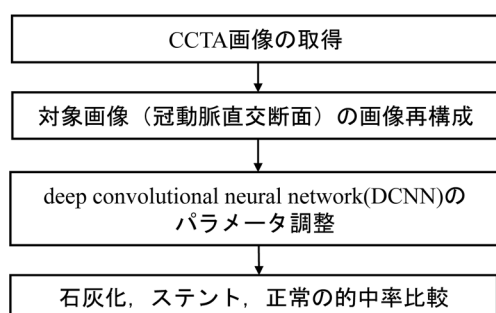 CCTA画像の取得
対象画像（冠動脈直交断面）の画像再構成
deep convolutional neural network(DCNN)の
パラメータ調整
石灰化，ステント，正常の的中率比較